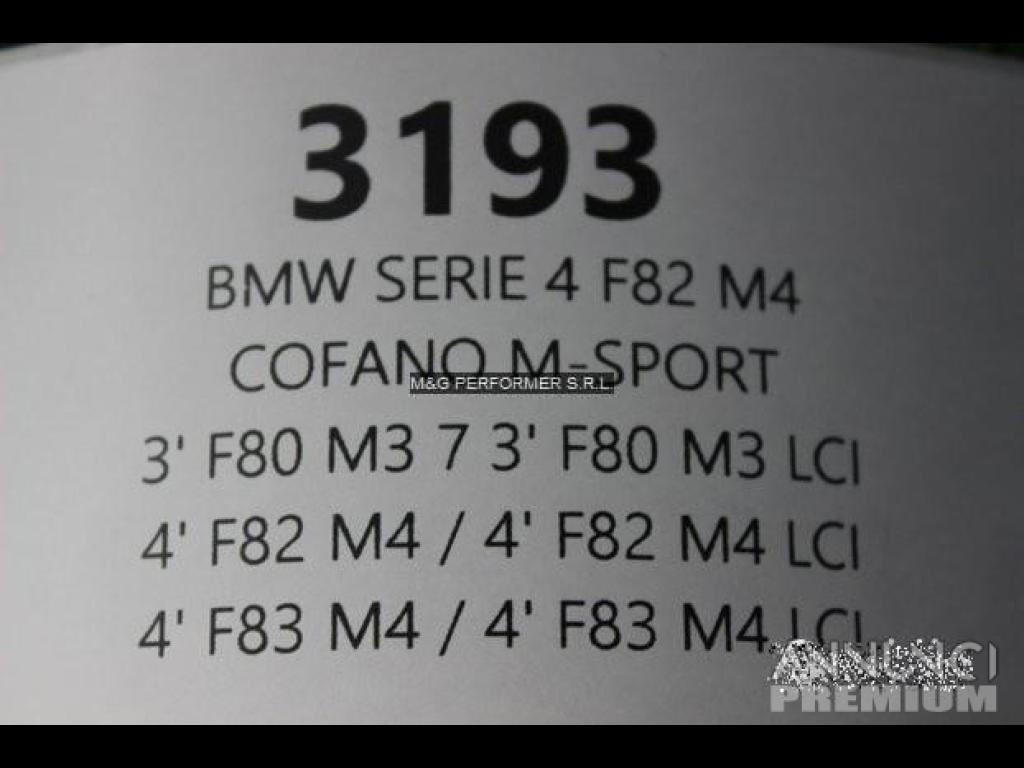 3193
BMW SERIE 4 F82 M4
COFANO M-SPORT
M&G PERFORMER S.R.L.
3' F80 M3 7 3' F80 M3 LCI
4' F82 M4 / 4' F82 M4 LCI
4' F83 M4 / 4' F83 M4 LCI
ANNUNCI
PREMIUM